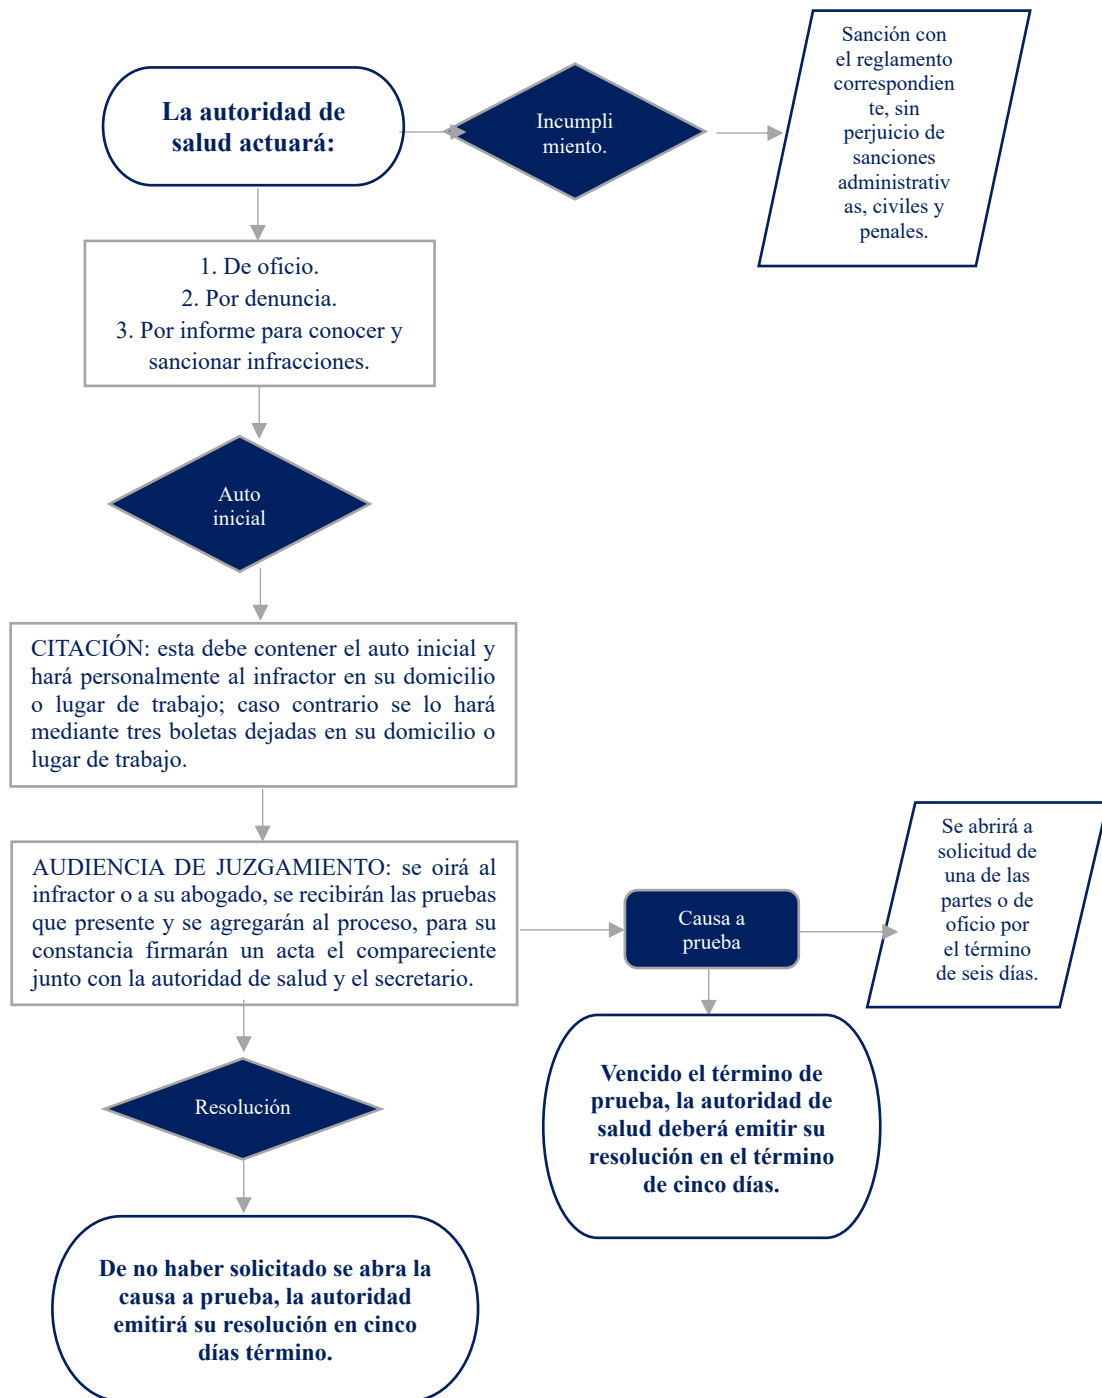 La autoridad de
salud actuará:
Incumpli
miento.
Sanción con
el reglamento
correspondien
te, sin
perjuicio de
sanciones
administrativ
as, civiles y
penales.
1. De oficio.
2. Por denuncia.
3. Por informe para conocer y
sancionar infracciones.
Auto
inicial
CITACIÓN: esta debe contener el auto inicial y
hará personalmente al infractor en su domicilio
o lugar de trabajo; caso contrario se lo hará
mediante tres boletas dejadas en su domicilio o
lugar de trabajo.
AUDIENCIA DE JUZGAMIENTO: se oirá al
infractor o a su abogado, se recibirán las pruebas
que presente y se agregarán al proceso, para su
constancia firmarán un acta el compareciente
junto con la autoridad de salud y el secretario.
Causa a
prueba
Se abrirá a
solicitud de
una de las
partes o de
oficio por
el término
de seis días.
Resolución
Vencido el término de
prueba, la autoridad de
salud deberá emitir su
resolución en el término
de cinco días.
De no haber solicitado se abra la
causa a prueba, la autoridad
emitirá su resolución en cinco
días término.